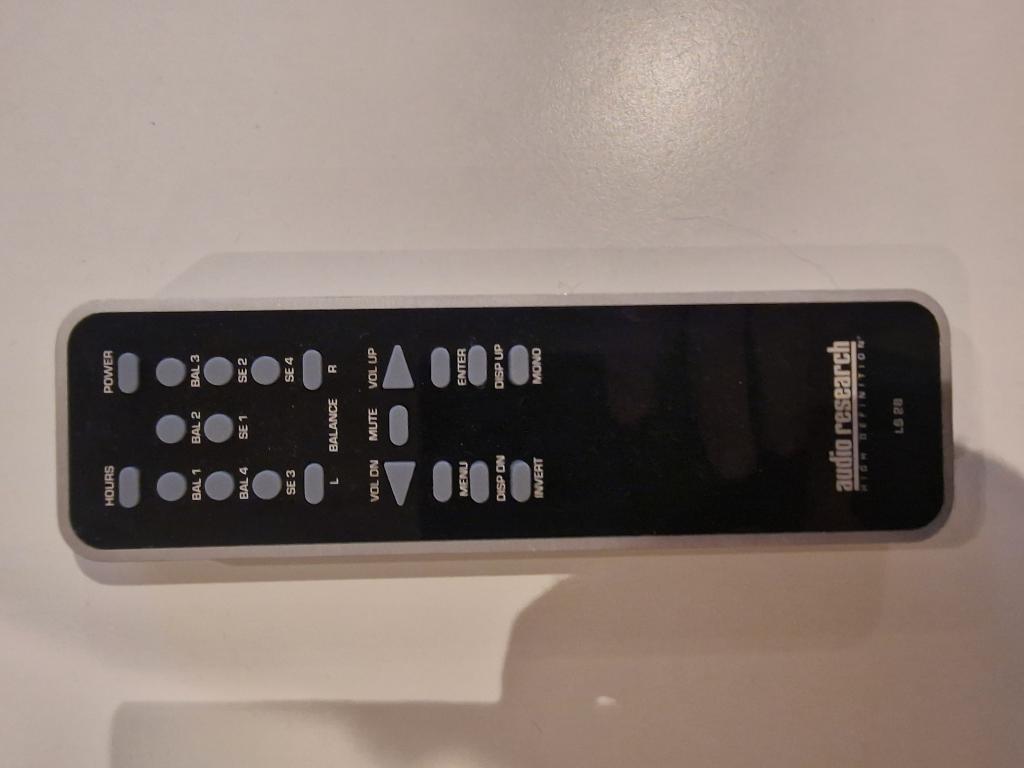 HOURS POWER
BAL 1 BAL 2 BAL 3
BAL 4 SE 1 SE 2
SE 3 SE 4
L BALANCE R
VOL DN MUTE VOL UP
MENU ENTER
DISP DN DISP UP
INVERT MONO
audio research
HIGH DEFINITION
LS 28